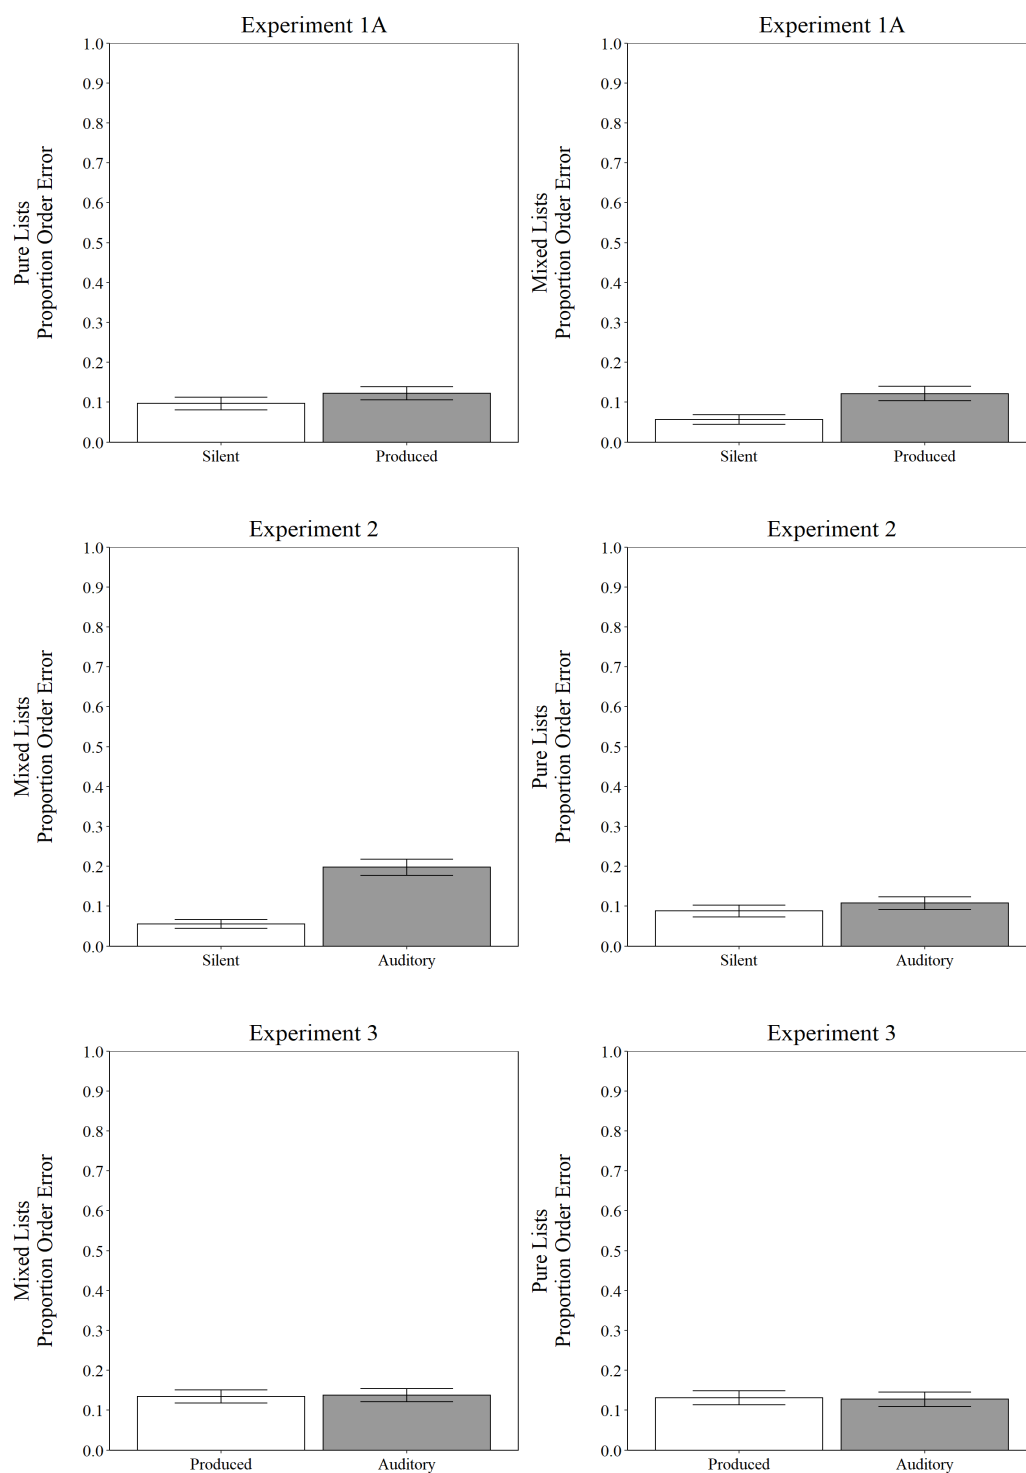 Experiment 1A
Pure Lists
Proportion Order Error
1.0
0.9
0.8
0.7
0.6
0.5
0.4
0.3
0.2
0.1
0.0
Silent Produced
Experiment 1A
Mixed Lists
Proportion Order Error
1.0
0.9
0.8
0.7
0.6
0.5
0.4
0.3
0.2
0.1
0.0
Silent Produced
Experiment 2
Mixed Lists
Proportion Order Error
1.0
0.9
0.8
0.7
0.6
0.5
0.4
0.3
0.2
0.1
0.0
Silent Auditory
Experiment 2
Pure Lists
Proportion Order Error
1.0
0.9
0.8
0.7
0.6
0.5
0.4
0.3
0.2
0.1
0.0
Silent Auditory
Experiment 3
Mixed Lists
Proportion Order Error
1.0
0.9
0.8
0.7
0.6
0.5
0.4
0.3
0.2
0.1
0.0
Produced Auditory
Experiment 3
Pure Lists
Proportion Order Error
1.0
0.9
0.8
0.7
0.6
0.5
0.4
0.3
0.2
0.1
0.0
Produced Auditory